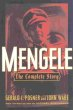 MENGELE
The Complete Story
GERALD L. POSNER and JOHN WARE